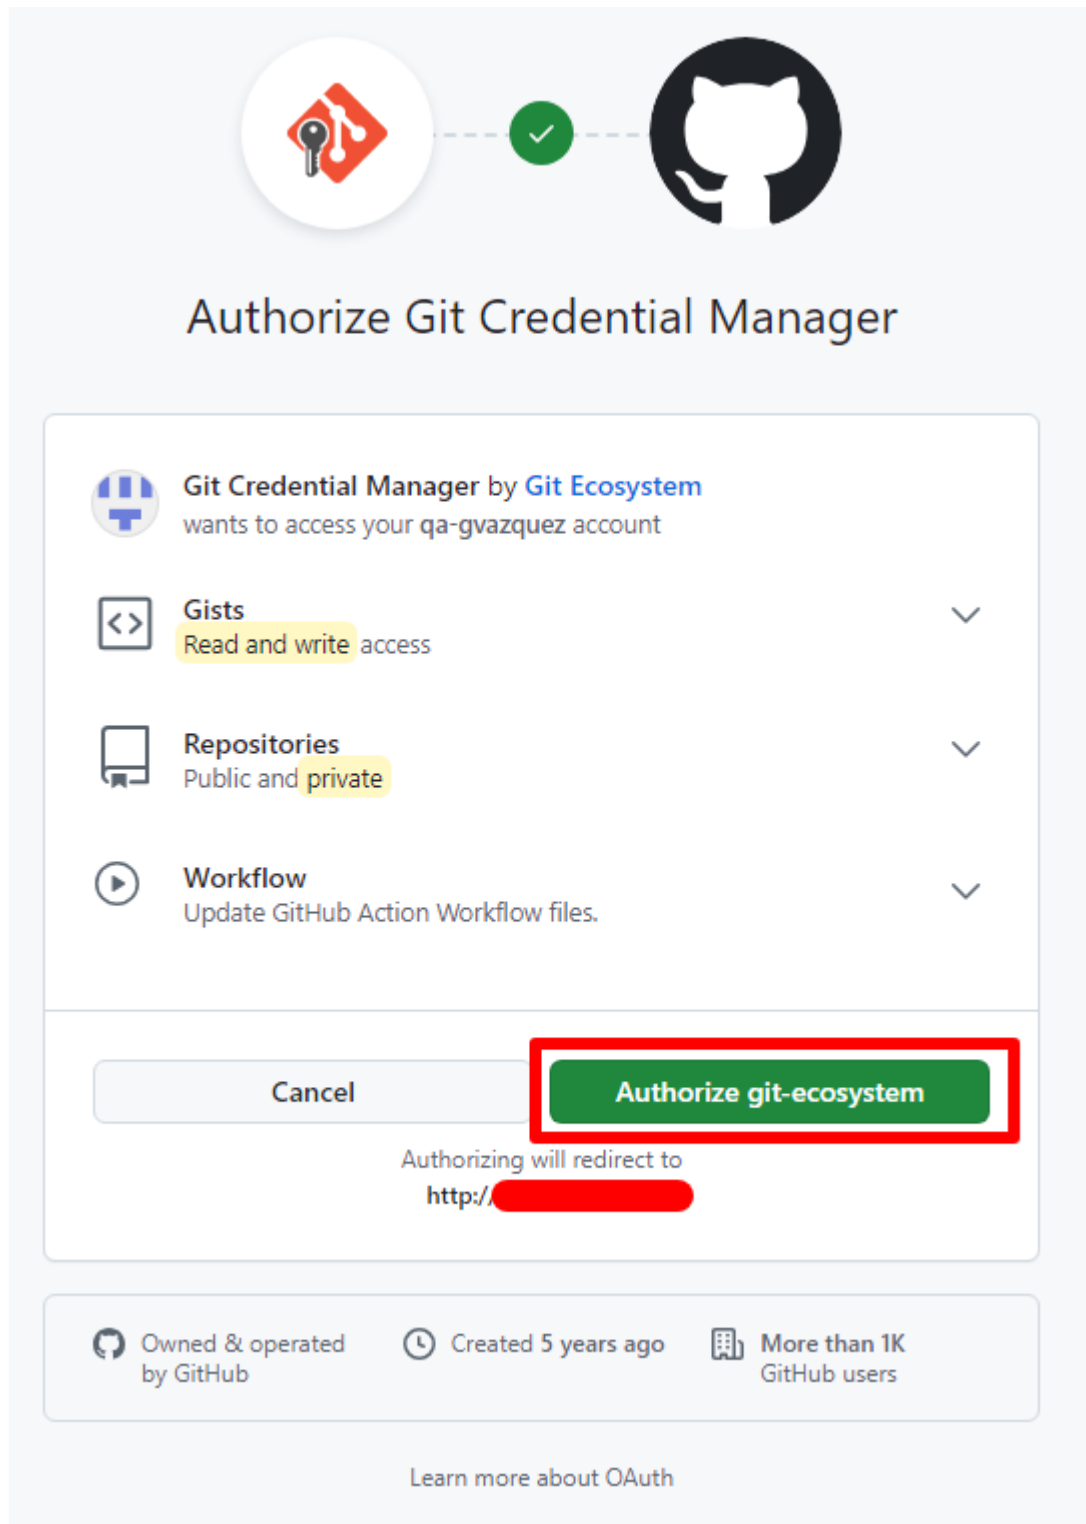 Authorize Git Credential Manager
Git Credential Manager by Git Ecosystem
wants to access your qa-gvazquez account
Gists
Read and write access
Repositories
Public and private
Workflow
Update GitHub Action Workflow files.
Cancel
Authorize git-ecosystem
Authorizing will redirect to
http://
Owned & operated
by GitHub
Created 5 years ago
More than 1K
GitHub users
Learn more about OAuth